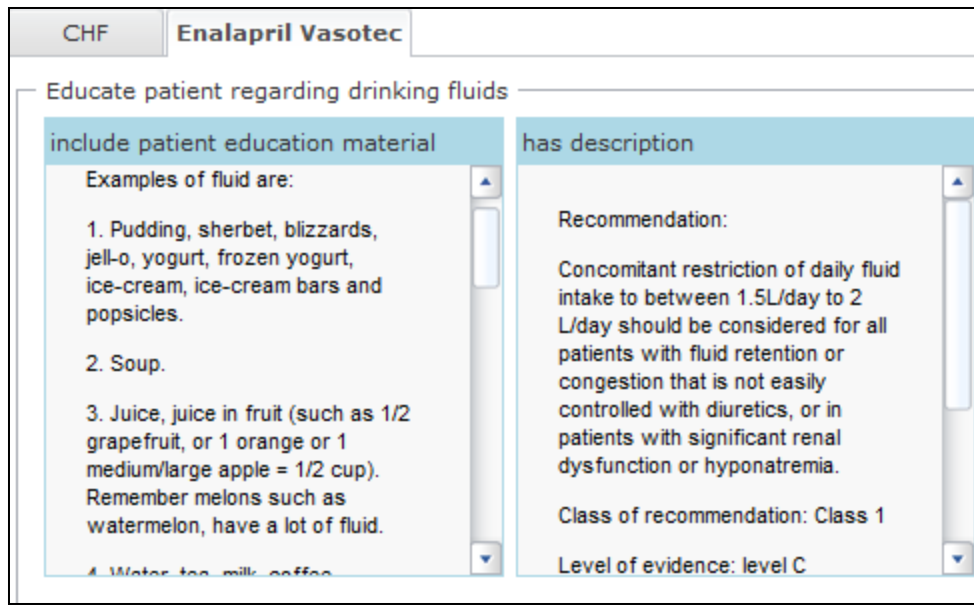 CHF
Enalapril Vasotec
Educate patient regarding drinking fluids
include patient education material
Examples of fluid are:
1. Pudding, sherbet, blizzards,
jell-o, yogurt, frozen yogurt,
ice-cream, ice-cream bars and
popsicles.
2. Soup.
3. Juice, juice in fruit (such as 1/2
grapefruit, or 1 orange or 1
medium/large apple = 1/2 cup).
Remember melons such as
watermelon, have a lot of fluid.
4. Water, tea, milk, coffee
has description
Recommendation:
Concomitant restriction of daily fluid
intake to between 1.5L/day to 2
L/day should be considered for all
patients with fluid retention or
congestion that is not easily
controlled with diuretics, or in
patients with significant renal
dysfunction or hyponatremia.
Class of recommendation: Class 1
Level of evidence: level C